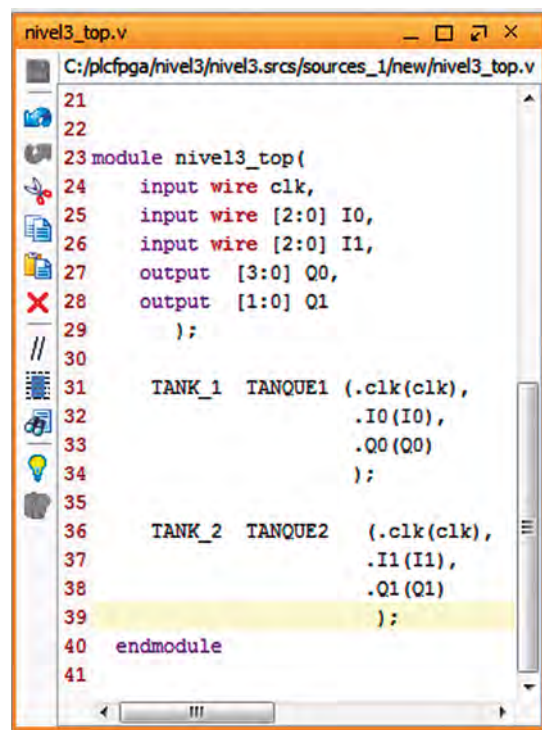 nivel3_top.v
C:/plcfpga/nivel3/nivel3.srcs/sources_1/new/nivel3_top.v
21
22
23 module nivel3_top(
24 input wire clk,
25 input wire [2:0] I0,
26 input wire [2:0] I1,
27 output [3:0] Q0,
28 output [1:0] Q1
29 );
30
31 TANK_1 TANQUE1 (.clk(clk),
32 .I0(I0),
33 .Q0(Q0)
34 );
35
36 TANK_2 TANQUE2 (.clk(clk),
37 .I1(I1),
38 .Q1(Q1)
39 );
40 endmodule
41